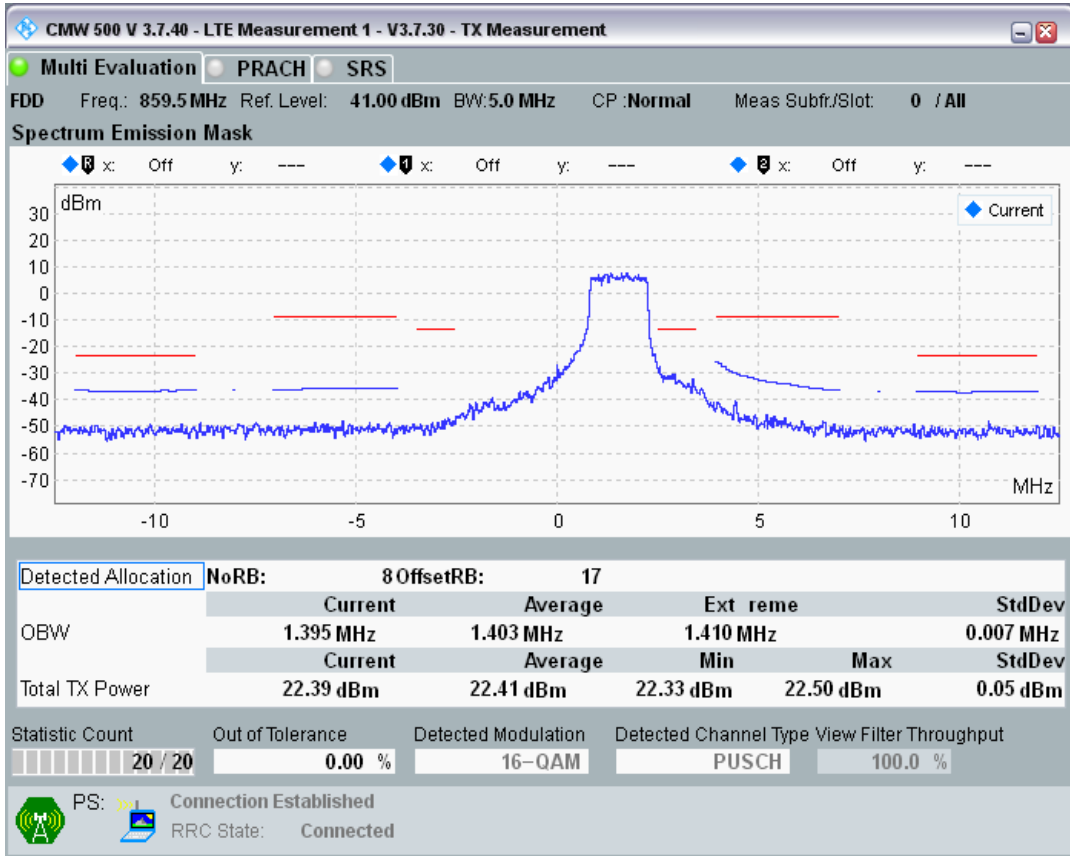 CMW 500 V 3.7.40 - LTE Measurement 1 - V3.7.30 - TX Measurement
Multi Evaluation PRACH SRS
FDD Freq.: 859.5 MHz Ref. Level: 41.00 dBm BW:5.0 MHz CP :Normal Meas Subfr./Slot: 0 / All
Spectrum Emission Mask
R x: Off y: --- 1 x: Off y: --- 2 x: Off y: ---
dBm
Current
30
20
10
0
-10
-20
-30
-40
-50
-60
-70
MHz
-10 -5 0 5 10
Detected Allocation NoRB: 8 OffsetRB: 17
Current Average Ext reme StdDev
OBW 1.395 MHz 1.403 MHz 1.410 MHz 0.007 MHz
Current Average Min Max StdDev
Total TX Power 22.39 dBm 22.41 dBm 22.33 dBm 22.50 dBm 0.05 dBm
Statistic Count Out of Tolerance Detected Modulation Detected Channel Type View Filter Throughput
20 / 20 0.00 % 16-QAM PUSCH 100.0 %
PS: Connection Established
RRC State: Connected